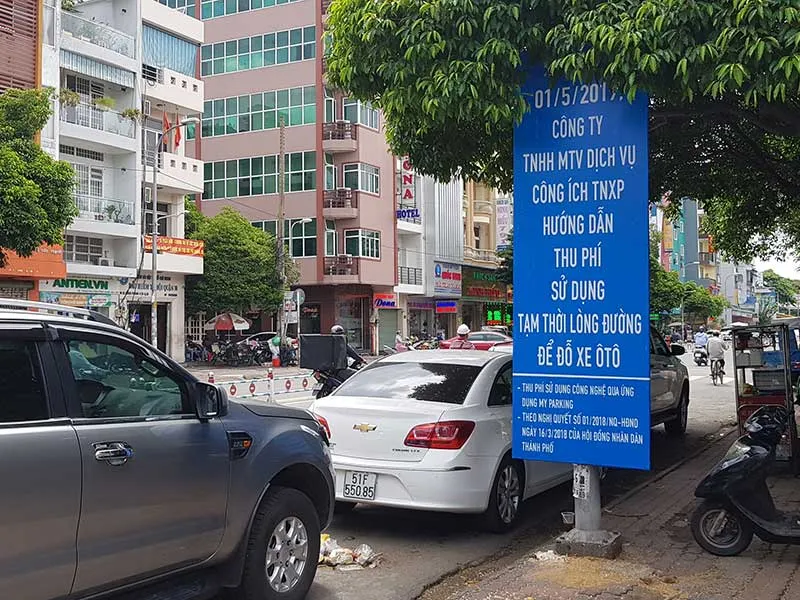 01/5/2019.
CÔNG TY
TNHH MTV DỊCH VỤ
CÔNG ÍCH TNXP
HƯỚNG DẪN
THU PHÍ
SỬ DỤNG
TẠM THỜI LÒNG ĐƯỜNG
ĐỂ ĐỖ XE ÔTÔ
- THU PHÍ SỬ DỤNG CÔNG NGHỆ QUA ỨNG
DỤNG MY PARKING
- THEO NGHỊ QUYẾT SỐ 01/2018/NQ-HĐND
NGÀY 16/3/2018 CỦA HỘI ĐỒNG NHÂN DÂN
THÀNH PHỐ
HOTEL
Dona
51F
550.85